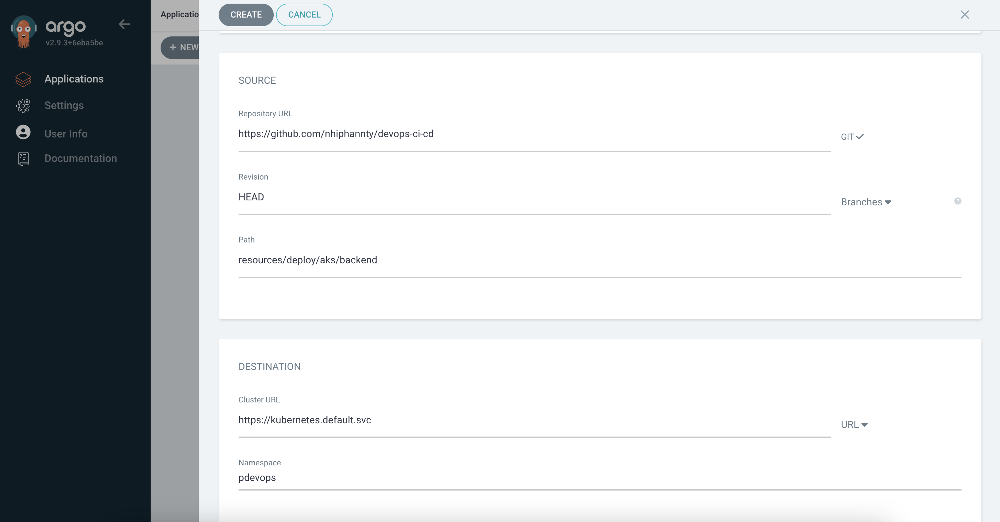 argo
v2.9.3+6eba5be
Applications
Settings
User Info
Documentation
Applicatio
+ NEW
CREATE CANCEL
SOURCE
Repository URL
https://github.com/nhiphannty/devops-ci-cd
GIT
Revision
HEAD
Branches
?
Path
resources/deploy/aks/backend
DESTINATION
Cluster URL
https://kubernetes.default.svc
URL
Namespace
pdevops